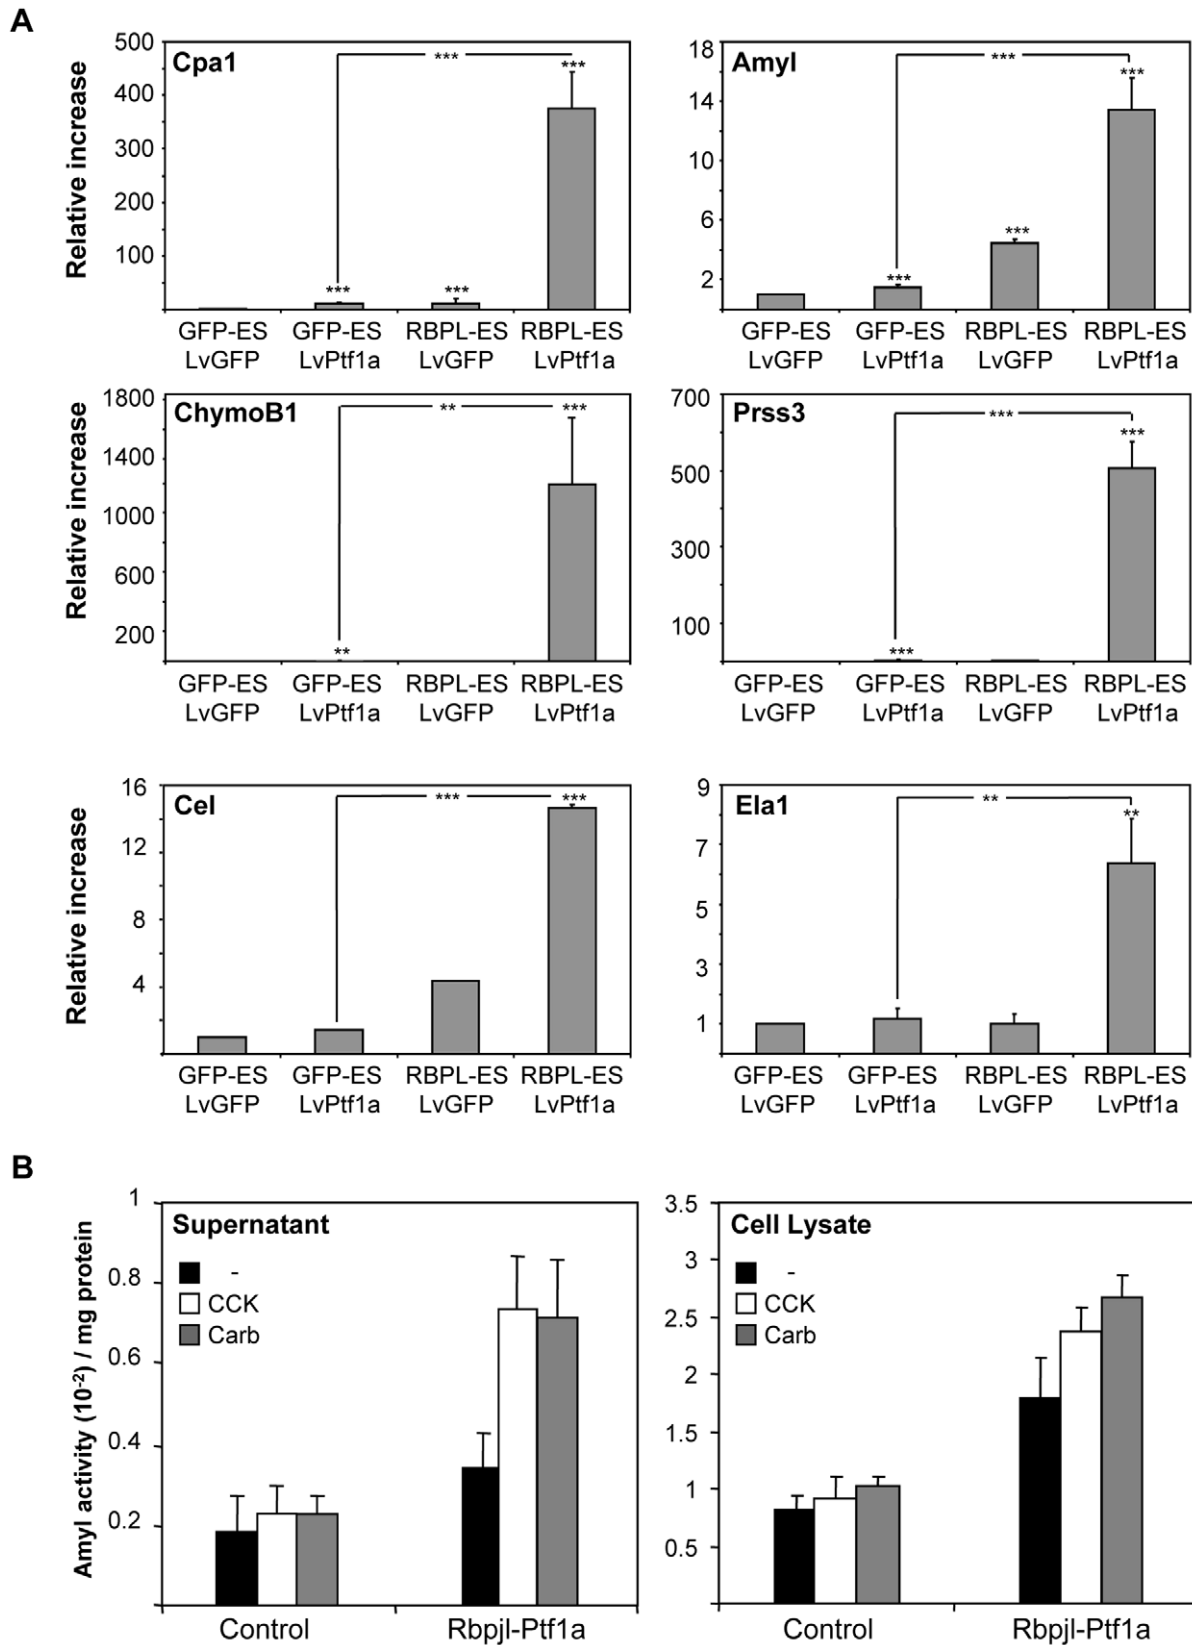 A
Cpa1
Relative increase
500
400
300
200
100
***
***
***
***
GFP-ES GFP-ES RBPL-ES RBPL-ES
LvGFP LvPtf1a LvGFP LvPtf1a
Amyl
18
14
10
6
2
***
***
***
***
GFP-ES GFP-ES RBPL-ES RBPL-ES
LvGFP LvPtf1a LvGFP LvPtf1a
ChymoB1
Relative increase
1800
1400
1000
600
200
**
***
**
GFP-ES GFP-ES RBPL-ES RBPL-ES
LvGFP LvPtf1a LvGFP LvPtf1a
Prss3
700
500
300
100
***
***
***
GFP-ES GFP-ES RBPL-ES RBPL-ES
LvGFP LvPtf1a LvGFP LvPtf1a
Cel
Relative increase
16
12
8
4
***
***
GFP-ES GFP-ES RBPL-ES RBPL-ES
LvGFP LvPtf1a LvGFP LvPtf1a
Ela1
9
7
5
3
1
**
**
GFP-ES GFP-ES RBPL-ES RBPL-ES
LvGFP LvPtf1a LvGFP LvPtf1a
B
Supernatant
Amyl activity (10⁻²) / mg protein
1
0.8
0.6
0.4
0.2
-
CCK
Carb
Control Rbpjl-Ptf1a
Cell Lysate
3.5
3
2.5
2
1.5
1
0.5
-
CCK
Carb
Control Rbpjl-Ptf1a